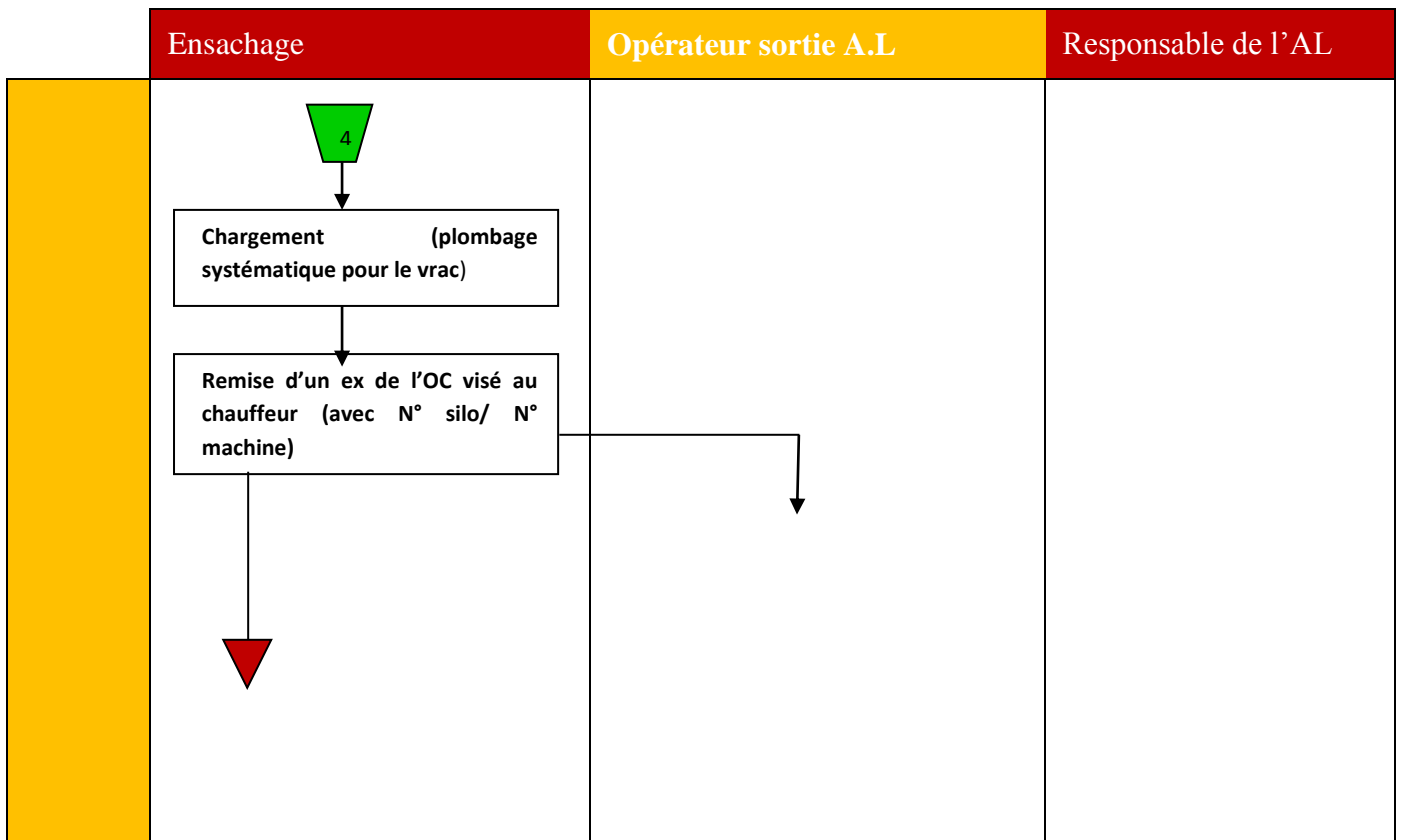 Ensachage
Opérateur sortie A.L
Responsable de l’AL
4
Chargement (plombage
systématique pour le vrac)
Remise d’un ex de l’OC visé au
chauffeur (avec N° silo/ N°
machine)